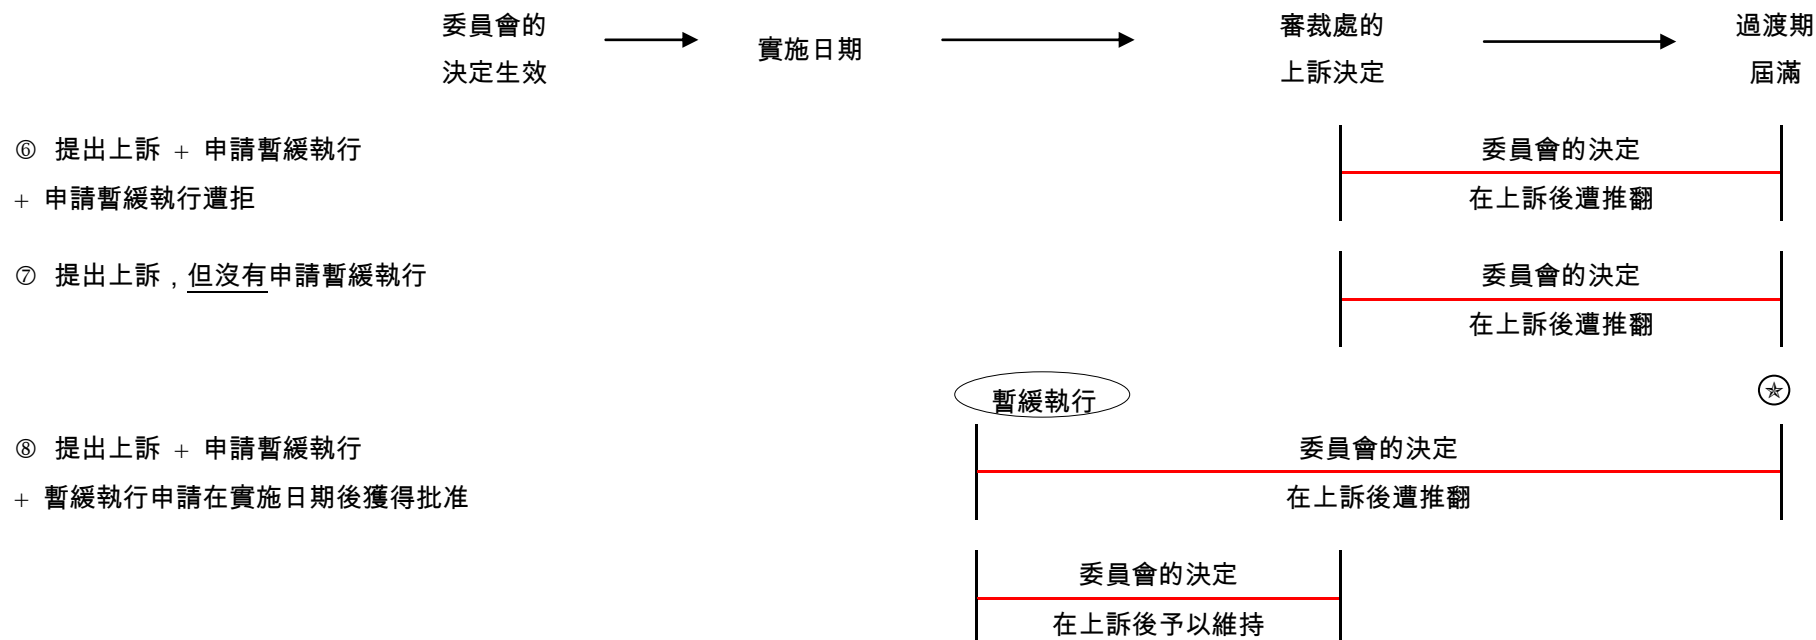 委員會的
決定生效
實施日期
審裁處的
上訴決定
過渡期
屆滿
⑥ 提出上訴 + 申請暫緩執行
+ 申請暫緩執行遭拒
委員會的決定
在上訴後遭推翻
⑦ 提出上訴，但沒有申請暫緩執行
委員會的決定
在上訴後遭推翻
暫緩執行
⑧ 提出上訴 + 申請暫緩執行
+ 暫緩執行申請在實施日期後獲得批准
委員會的決定
在上訴後遭推翻
委員會的決定
在上訴後予以維持